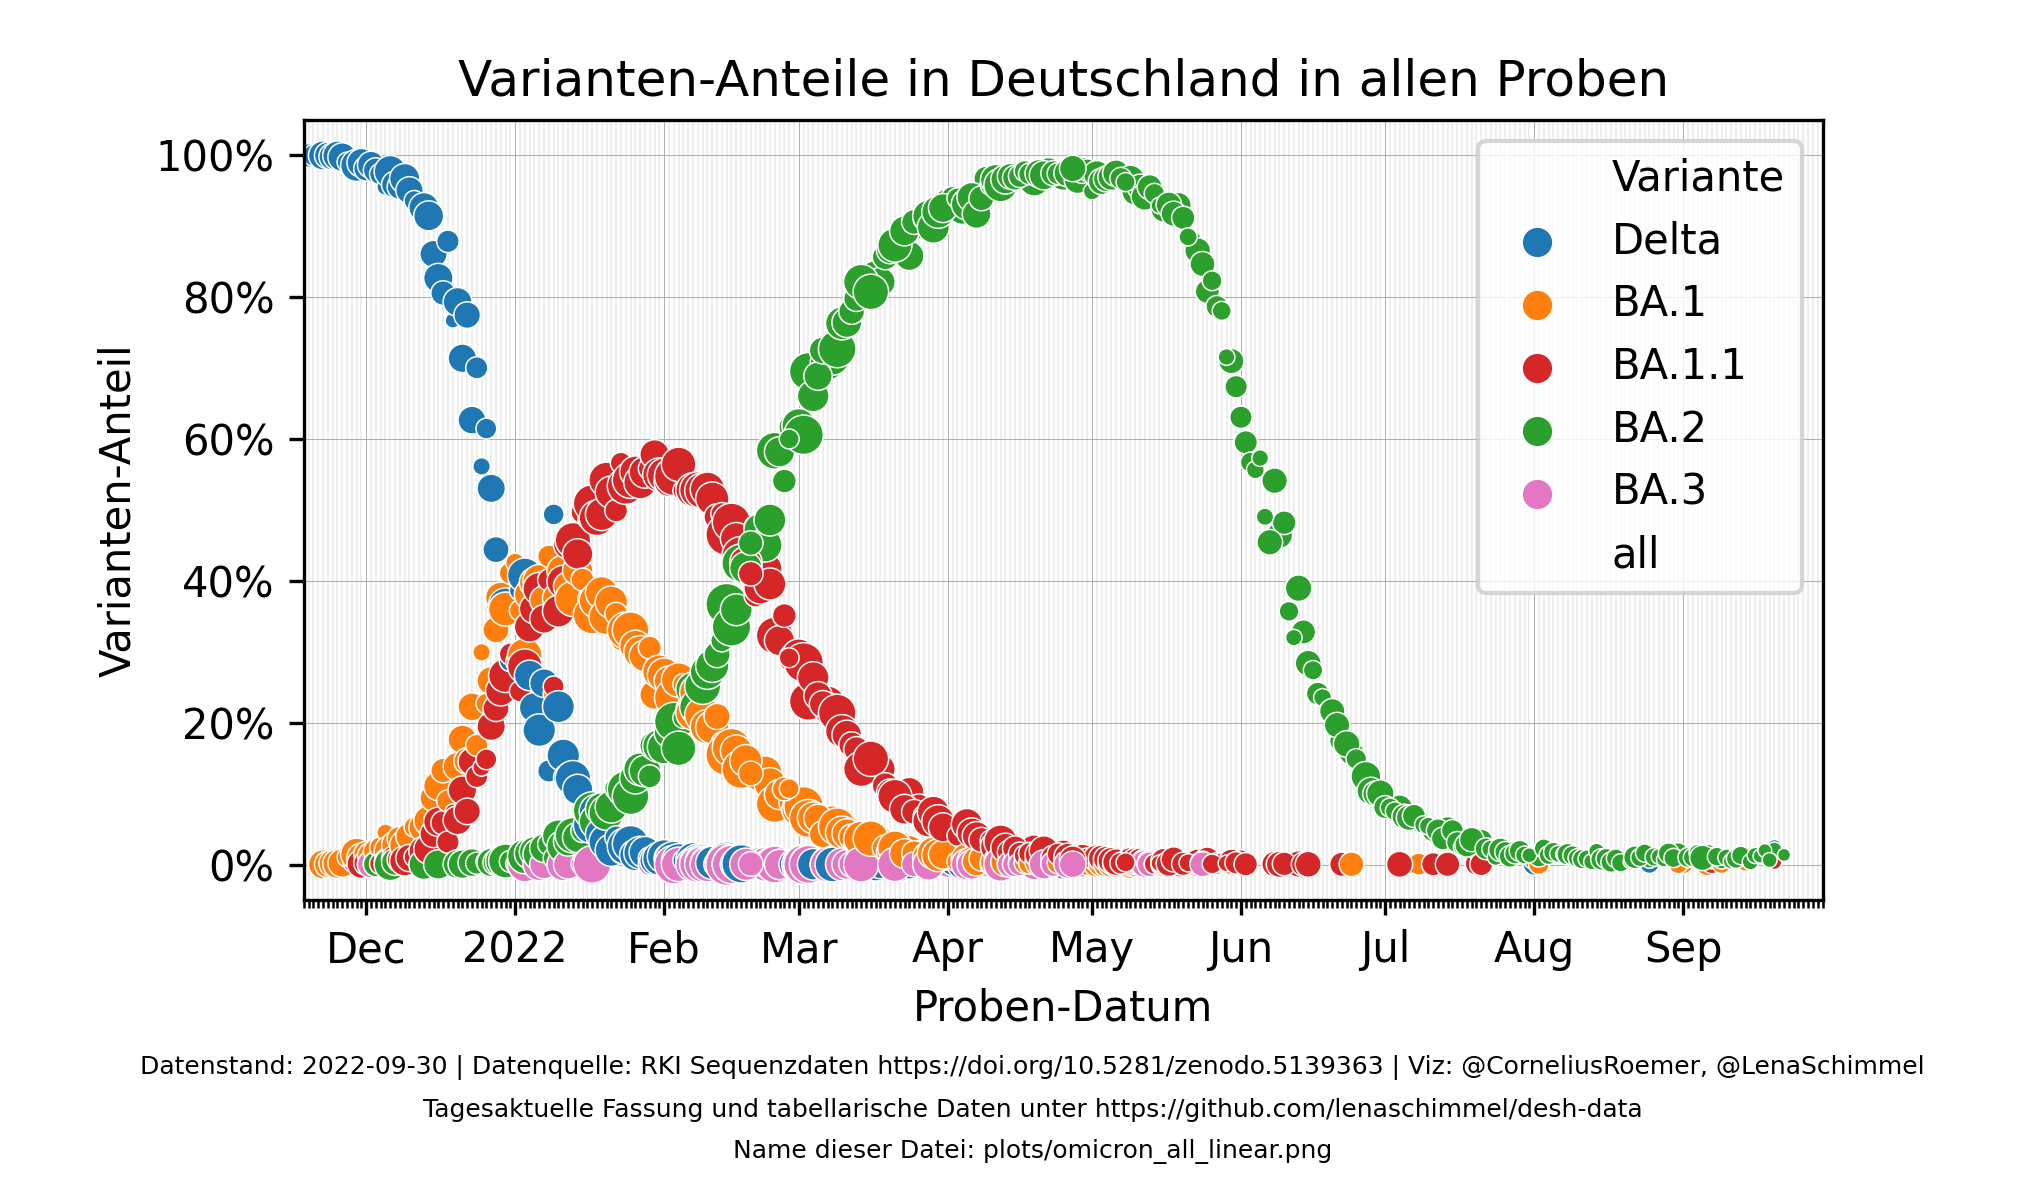 Varianten-Anteile in Deutschland in allen Proben
Varianten-Anteil
100%
80%
60%
40%
20%
0%
Variante
Delta
BA.1
BA.1.1
BA.2
BA.3
all
Dec 2022 Feb Mar Apr May Jun Jul Aug Sep
Proben-Datum
Datenstand: 2022-09-30 | Datenquelle: RKI Sequenzdaten https://doi.org/10.5281/zenodo.5139363 | Viz: @CorneliusRoemer, @LenaSchimmel
Tagesaktuelle Fassung und tabellarische Daten unter https://github.com/lenaschimmel/desh-data
Name dieser Datei: plots/omicron_all_linear.png